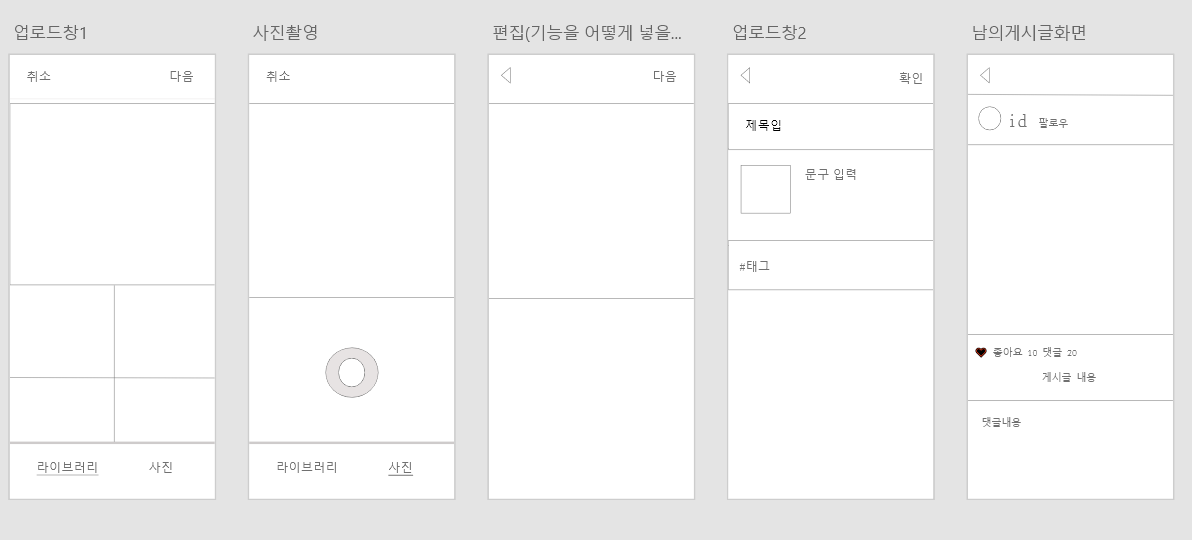 업로드창1
취소
다음
라이브러리
사진
사진촬영
취소
라이브러리
사진
편집(기능을 어떻게 넣을...
다음
업로드창2
확인
제목입
문구 입력
#태그
남의게시글화면
id 팔로우
좋아요 10 댓글 20
게시글 내용
댓글내용